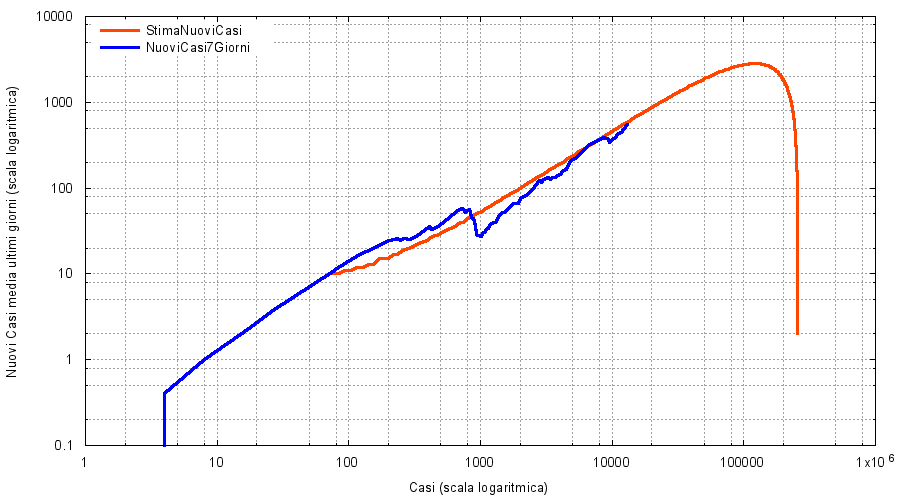 10000
1000
100
10
1
0.1
StimaNuoviCasi
NuoviCasi7Giorni
Nuovi Casi media ultimi giorni (scala logaritmica)
1 10 100 1000 10000 100000 1x10 6
Casi (scala logaritmica)